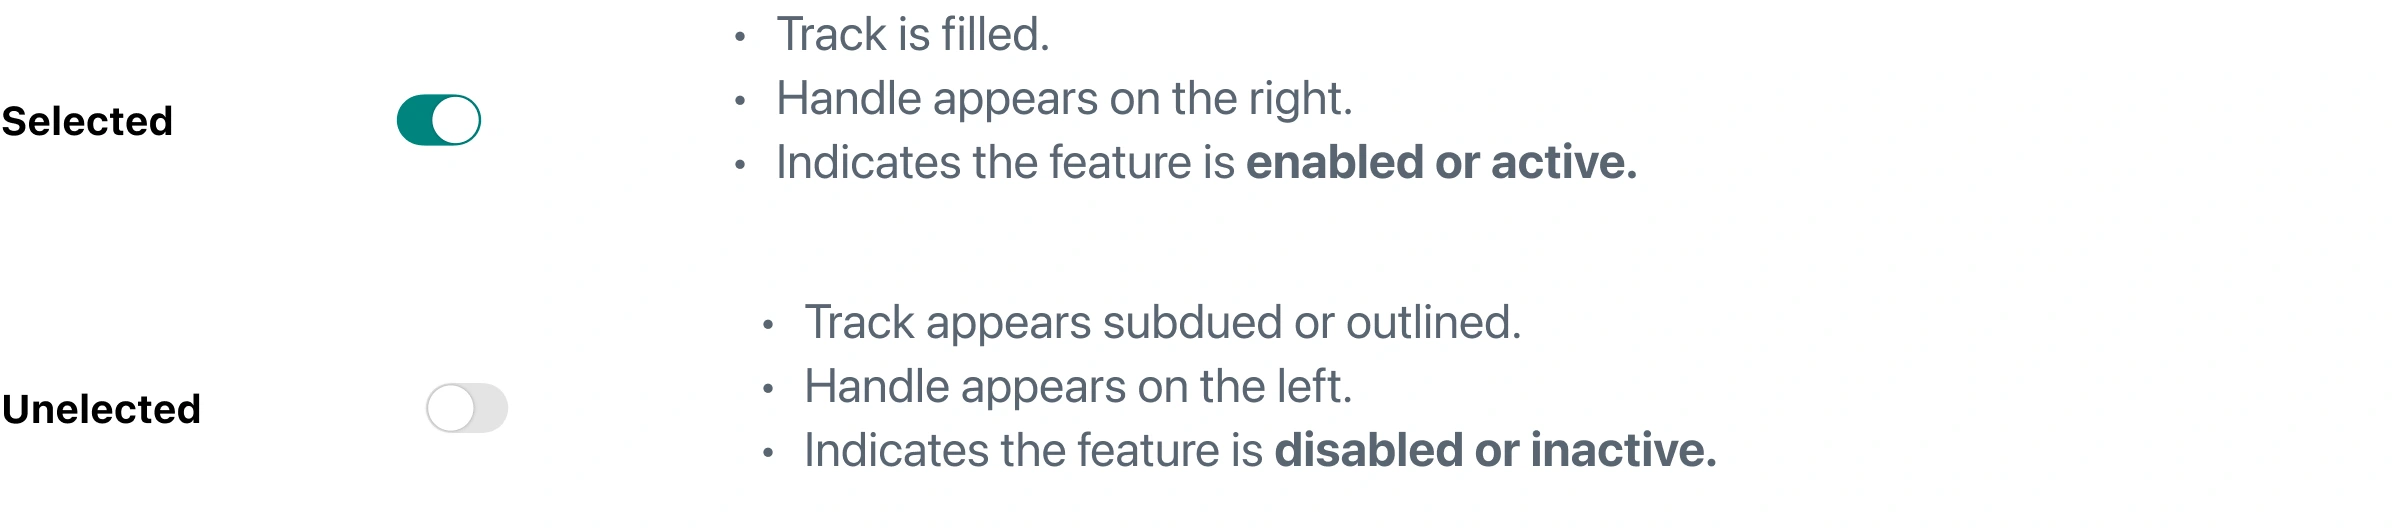 • Track is filled.
• Handle appears on the right.
Selected
• Indicates the feature is enabled or active.
• Track appears subdued or outlined.
• Handle appears on the left.
Unelected
• Indicates the feature is disabled or inactive.